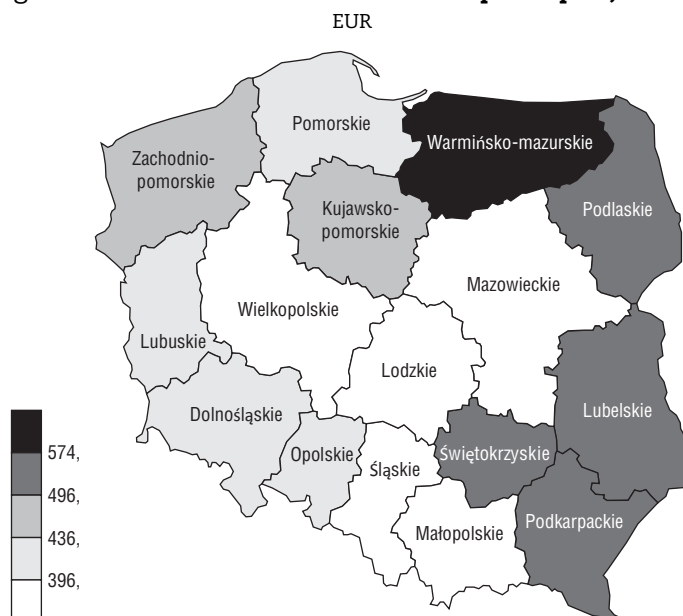 EUR
Pomorskie
Warmińsko-mazurskie
Zachodnio-
pomorskie
Kujawsko-
pomorskie
Podlaskie
Mazowieckie
Wielkopolskie
Lubuskie
Lodzkie
Dolnośląskie
Lubelskie
Opolskie
Śląskie
Świętokrzyskie
Małopolskie
Podkarpackie
574,
496,
436,
396,